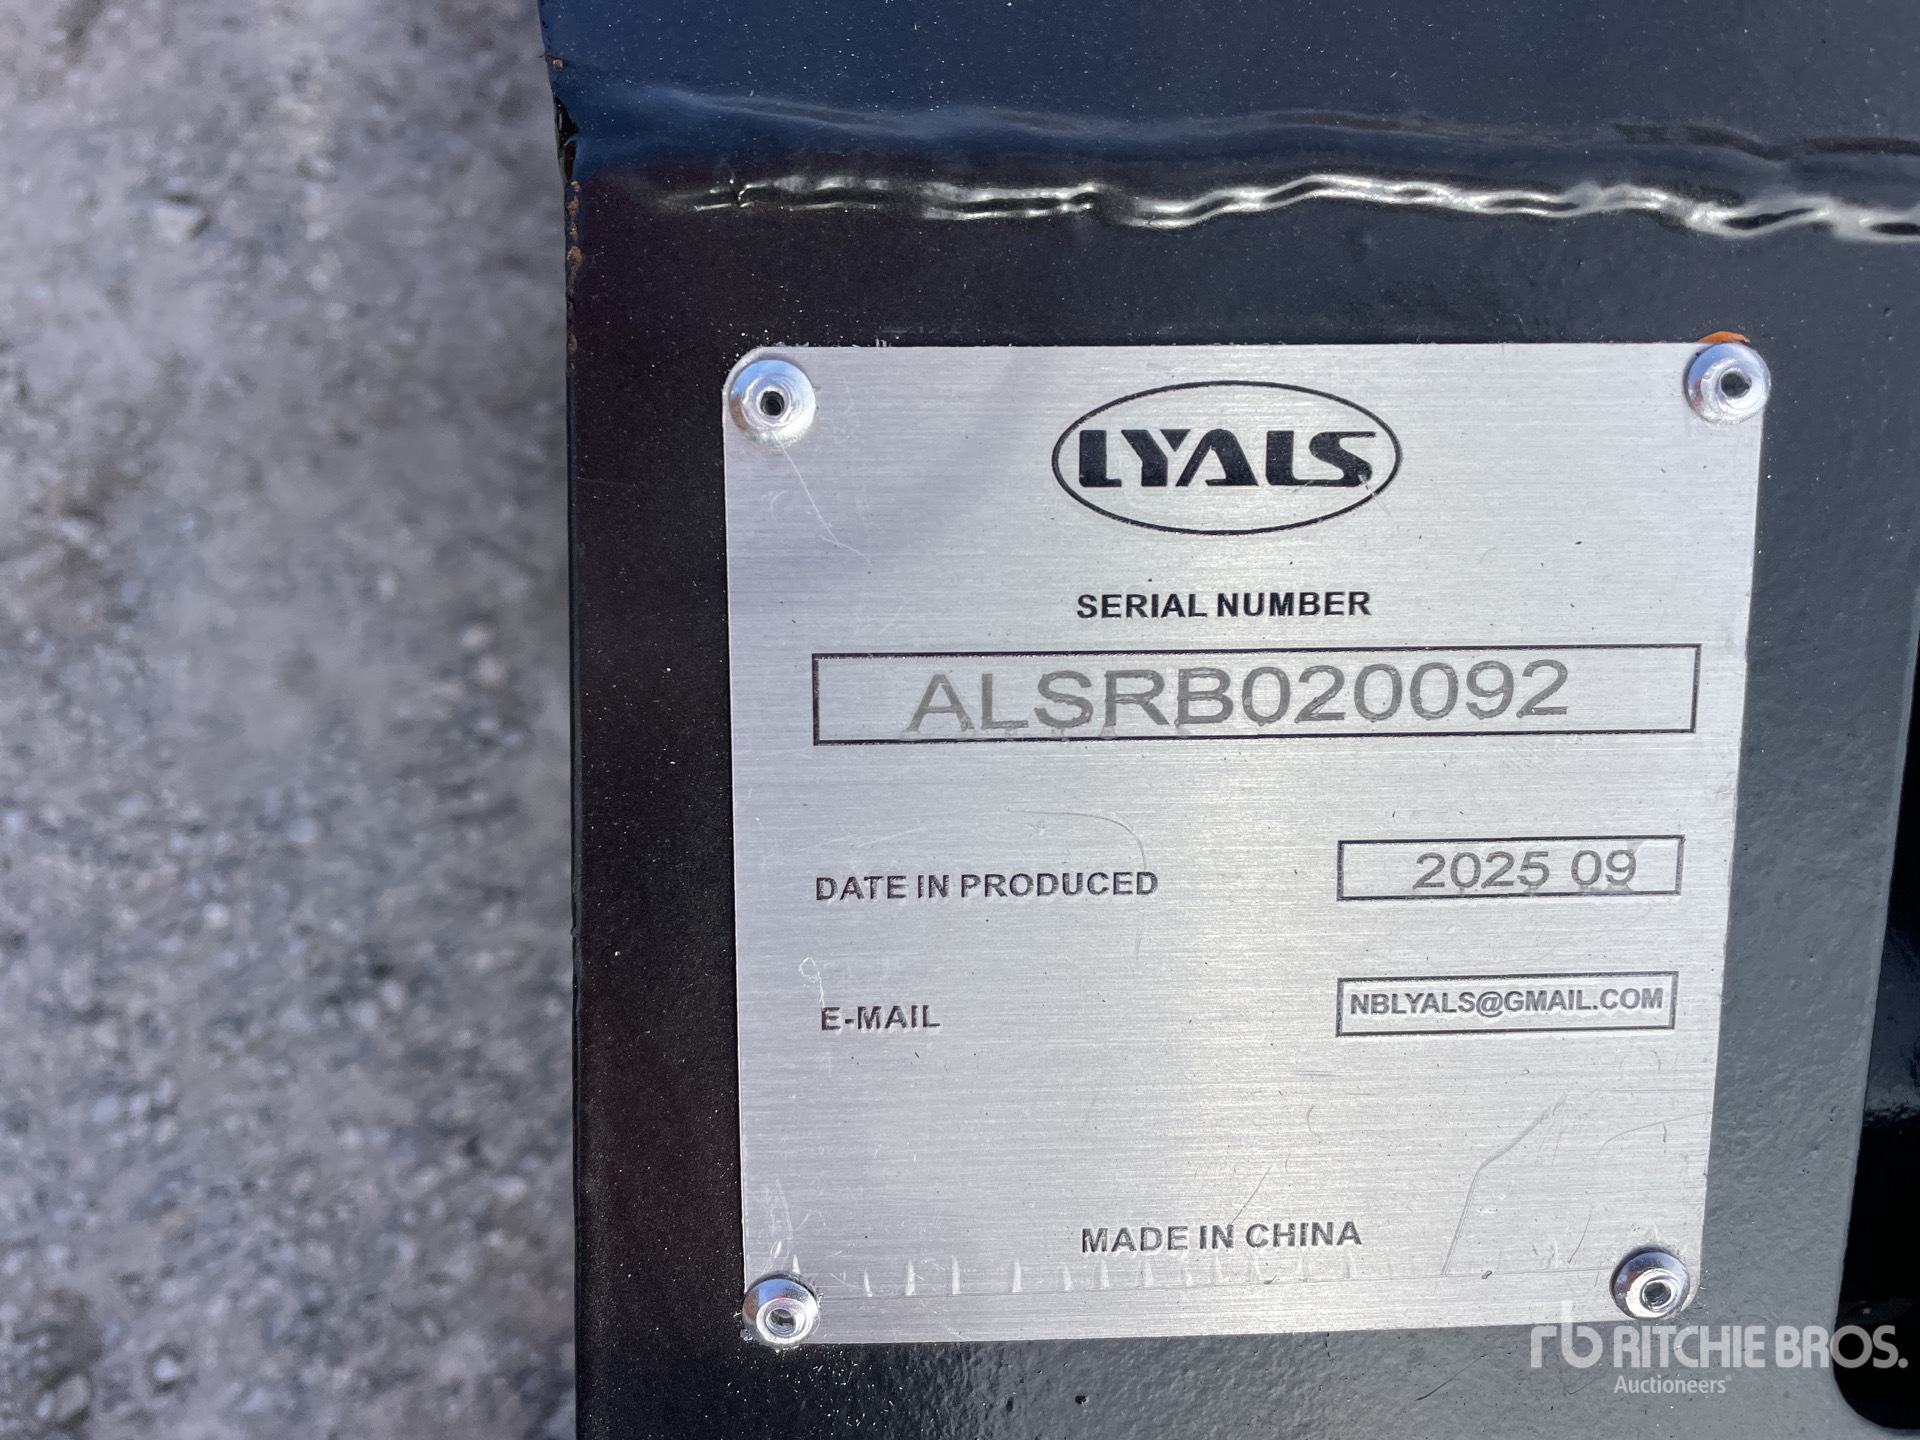 LYALS
SERIAL NUMBER
ALSRB020092
DATE IN PRODUCED 2025 09
E-MAIL NBLYALS@GMAIL.COM
MADE IN CHINA
rb RITCHIE BROS.
Auctioneers